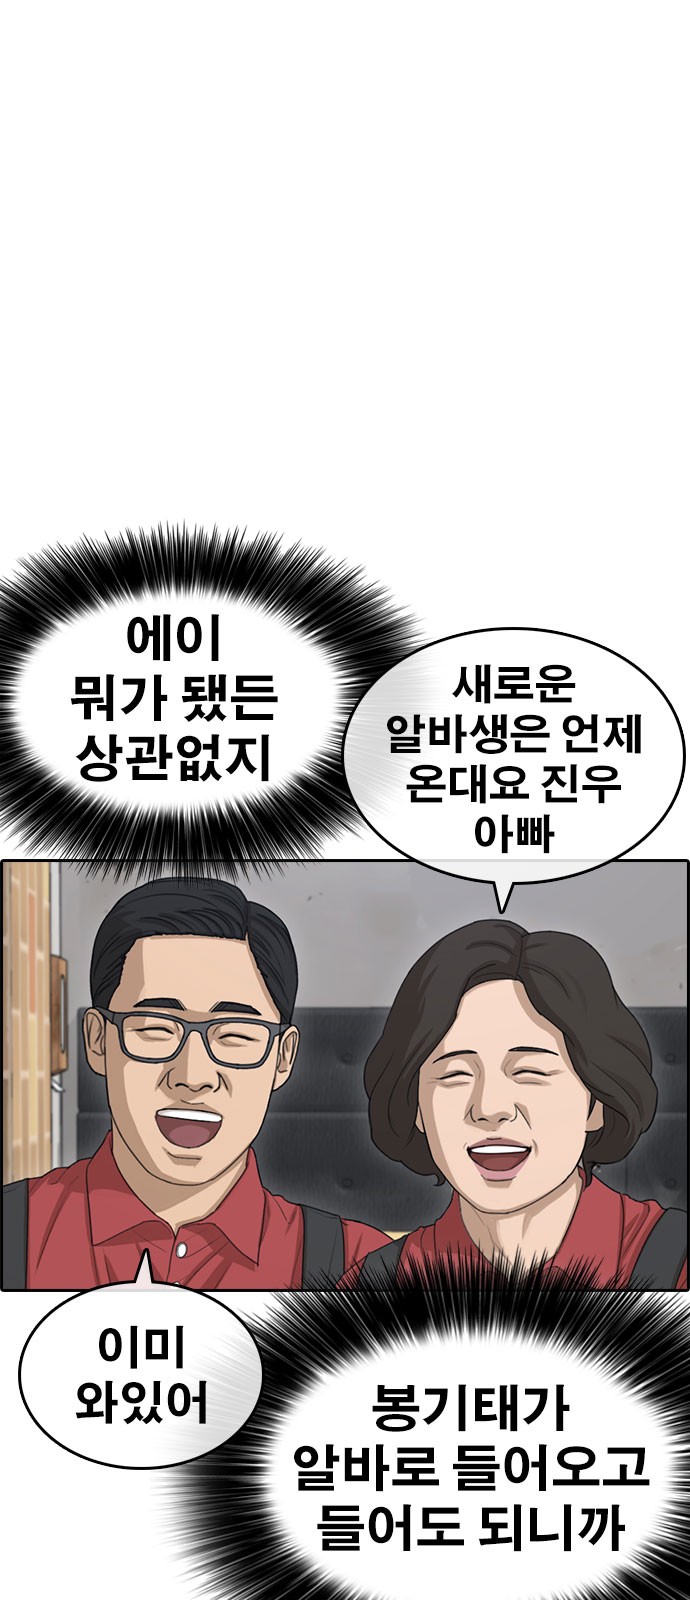 에이
뭐가 됐든
상관없지
새로운
알바생은 언제
온대요 진우
아빠
이미
와있어
봉기태가
알바로 들어오고
들어도 되니까